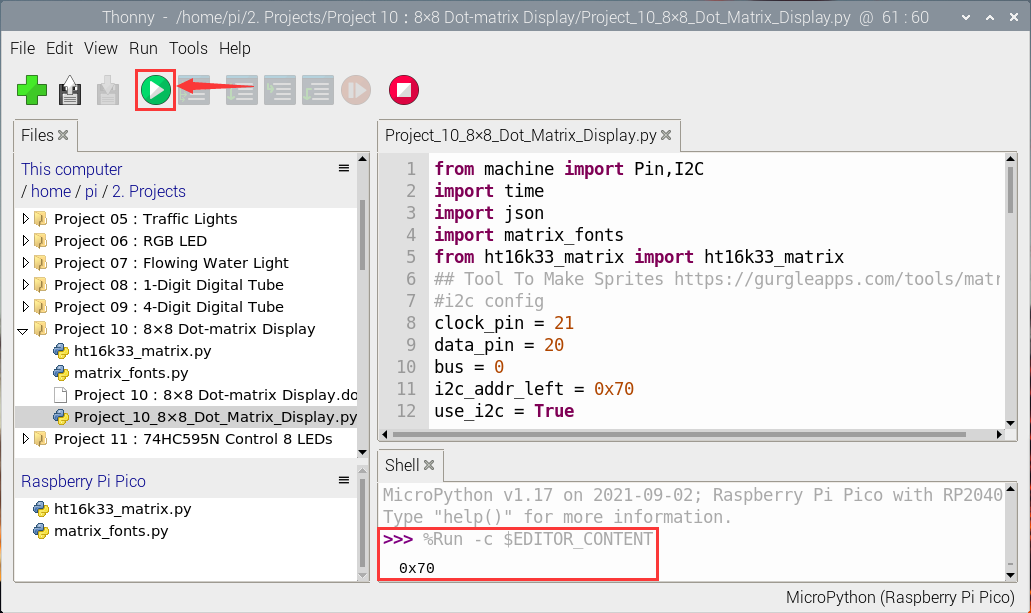 Thonny - /home/pi/2. Projects/Project 10：8×8 Dot-matrix Display/Project_10_8×8_Dot_Matrix_Display.py @ 61 : 60
File Edit View Run Tools Help
Files
This computer
/ home / pi / 2. Projects
Project 05：Traffic Lights
Project 06：RGB LED
Project 07：Flowing Water Light
Project 08：1-Digit Digital Tube
Project 09：4-Digit Digital Tube
Project 10：8×8 Dot-matrix Display
ht16k33_matrix.py
matrix_fonts.py
Project 10：8×8 Dot-matrix Display.do
Project_10_8×8_Dot_Matrix_Display.py
Project 11：74HC595N Control 8 LEDs
Raspberry Pi Pico
ht16k33_matrix.py
matrix_fonts.py
Project_10_8×8_Dot_Matrix_Display.py
1 from machine import Pin,I2C
2 import time
3 import json
4 import matrix_fonts
5 from ht16k33_matrix import ht16k33_matrix
6 ## Tool To Make Sprites https://gurgleapps.com/tools/matr
7 #i2c config
8 clock_pin = 21
9 data_pin = 20
10 bus = 0
11 i2c_addr_left = 0x70
12 use_i2c = True
Shell
MicroPython v1.17 on 2021-09-02; Raspberry Pi Pico with RP2040
Type "help()" for more information.
>>> %Run -c $EDITOR_CONTENT
0x70
MicroPython (Raspberry Pi Pico)